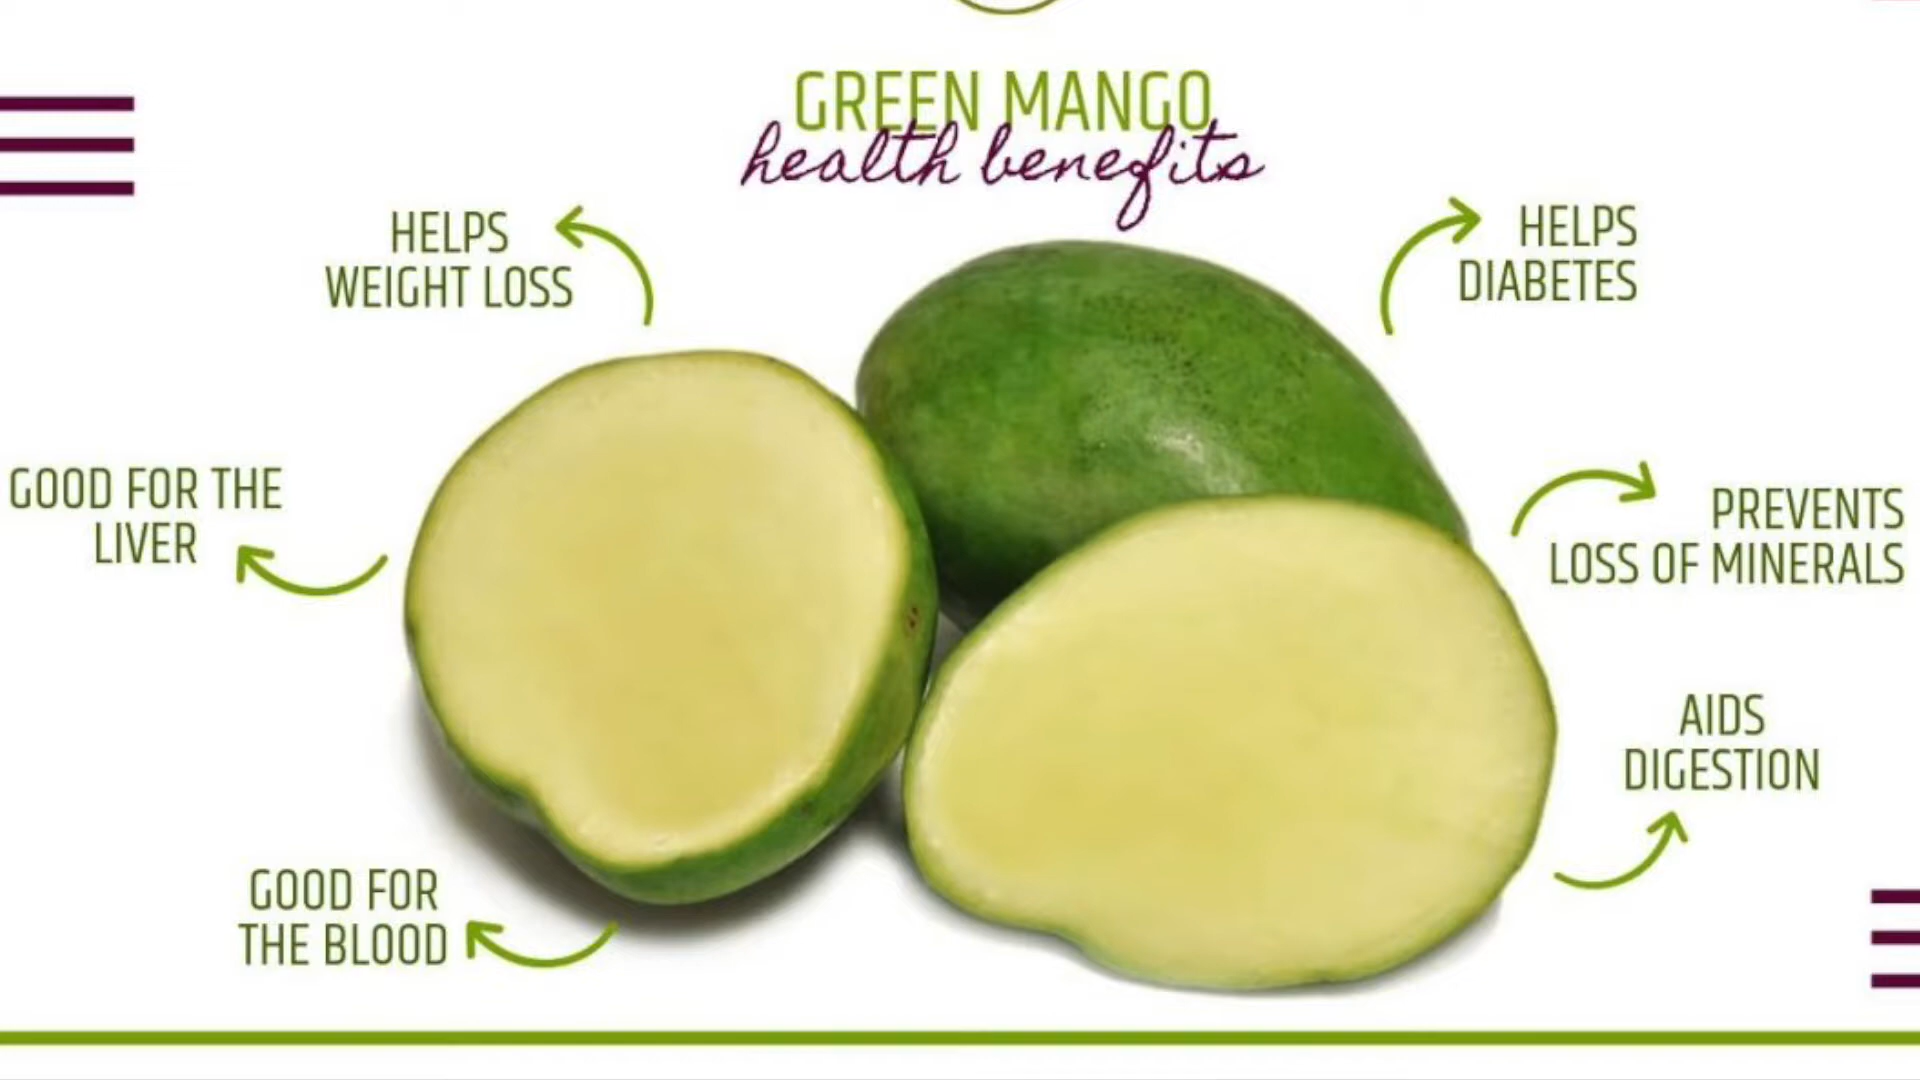 GREEN MANGO
health benefits
HELPS
WEIGHT LOSS
HELPS
DIABETES
GOOD FOR THE
LIVER
PREVENTS
LOSS OF MINERALS
AIDS
DIGESTION
GOOD FOR
THE BLOOD